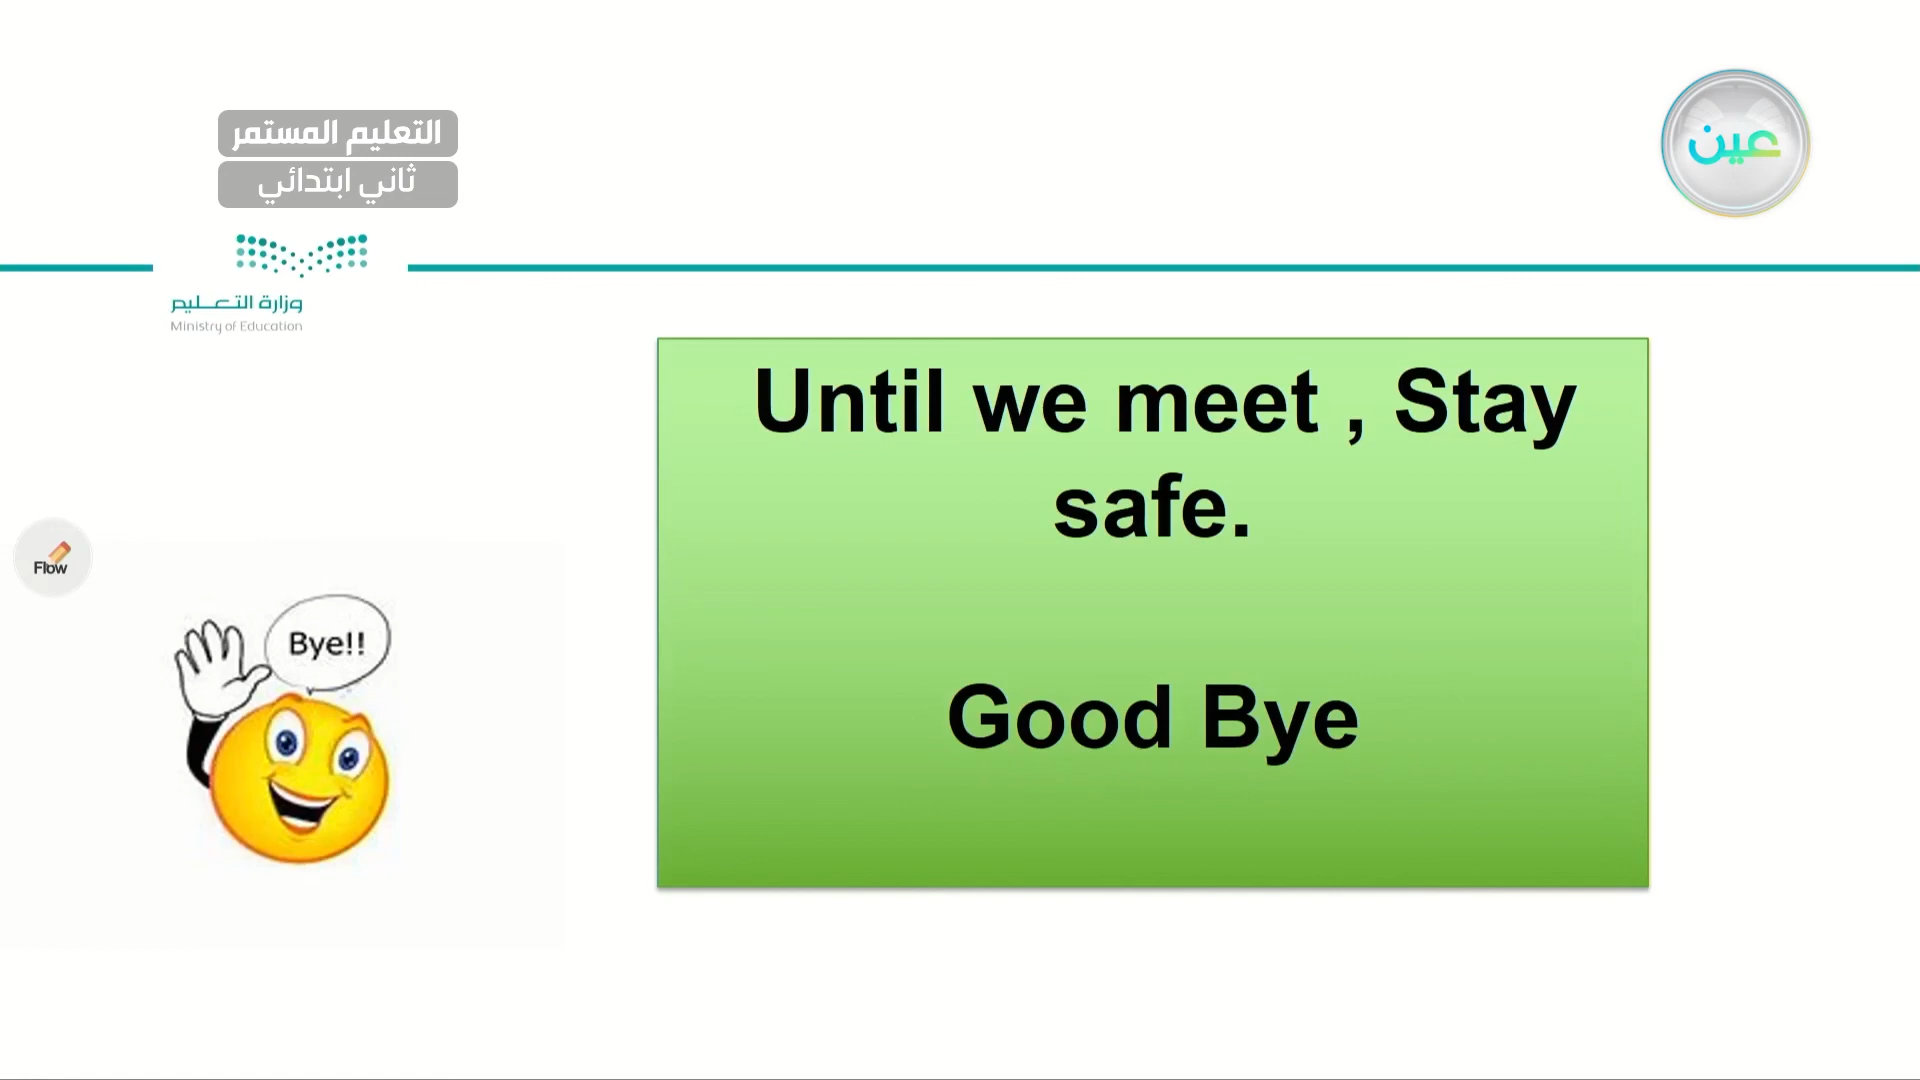 التعليم المستمر
ثاني ابتدائي
عين
وزارة التعليم
Ministry of Education
Until we meet , Stay
safe.
Flow
Bye!!
Good Bye